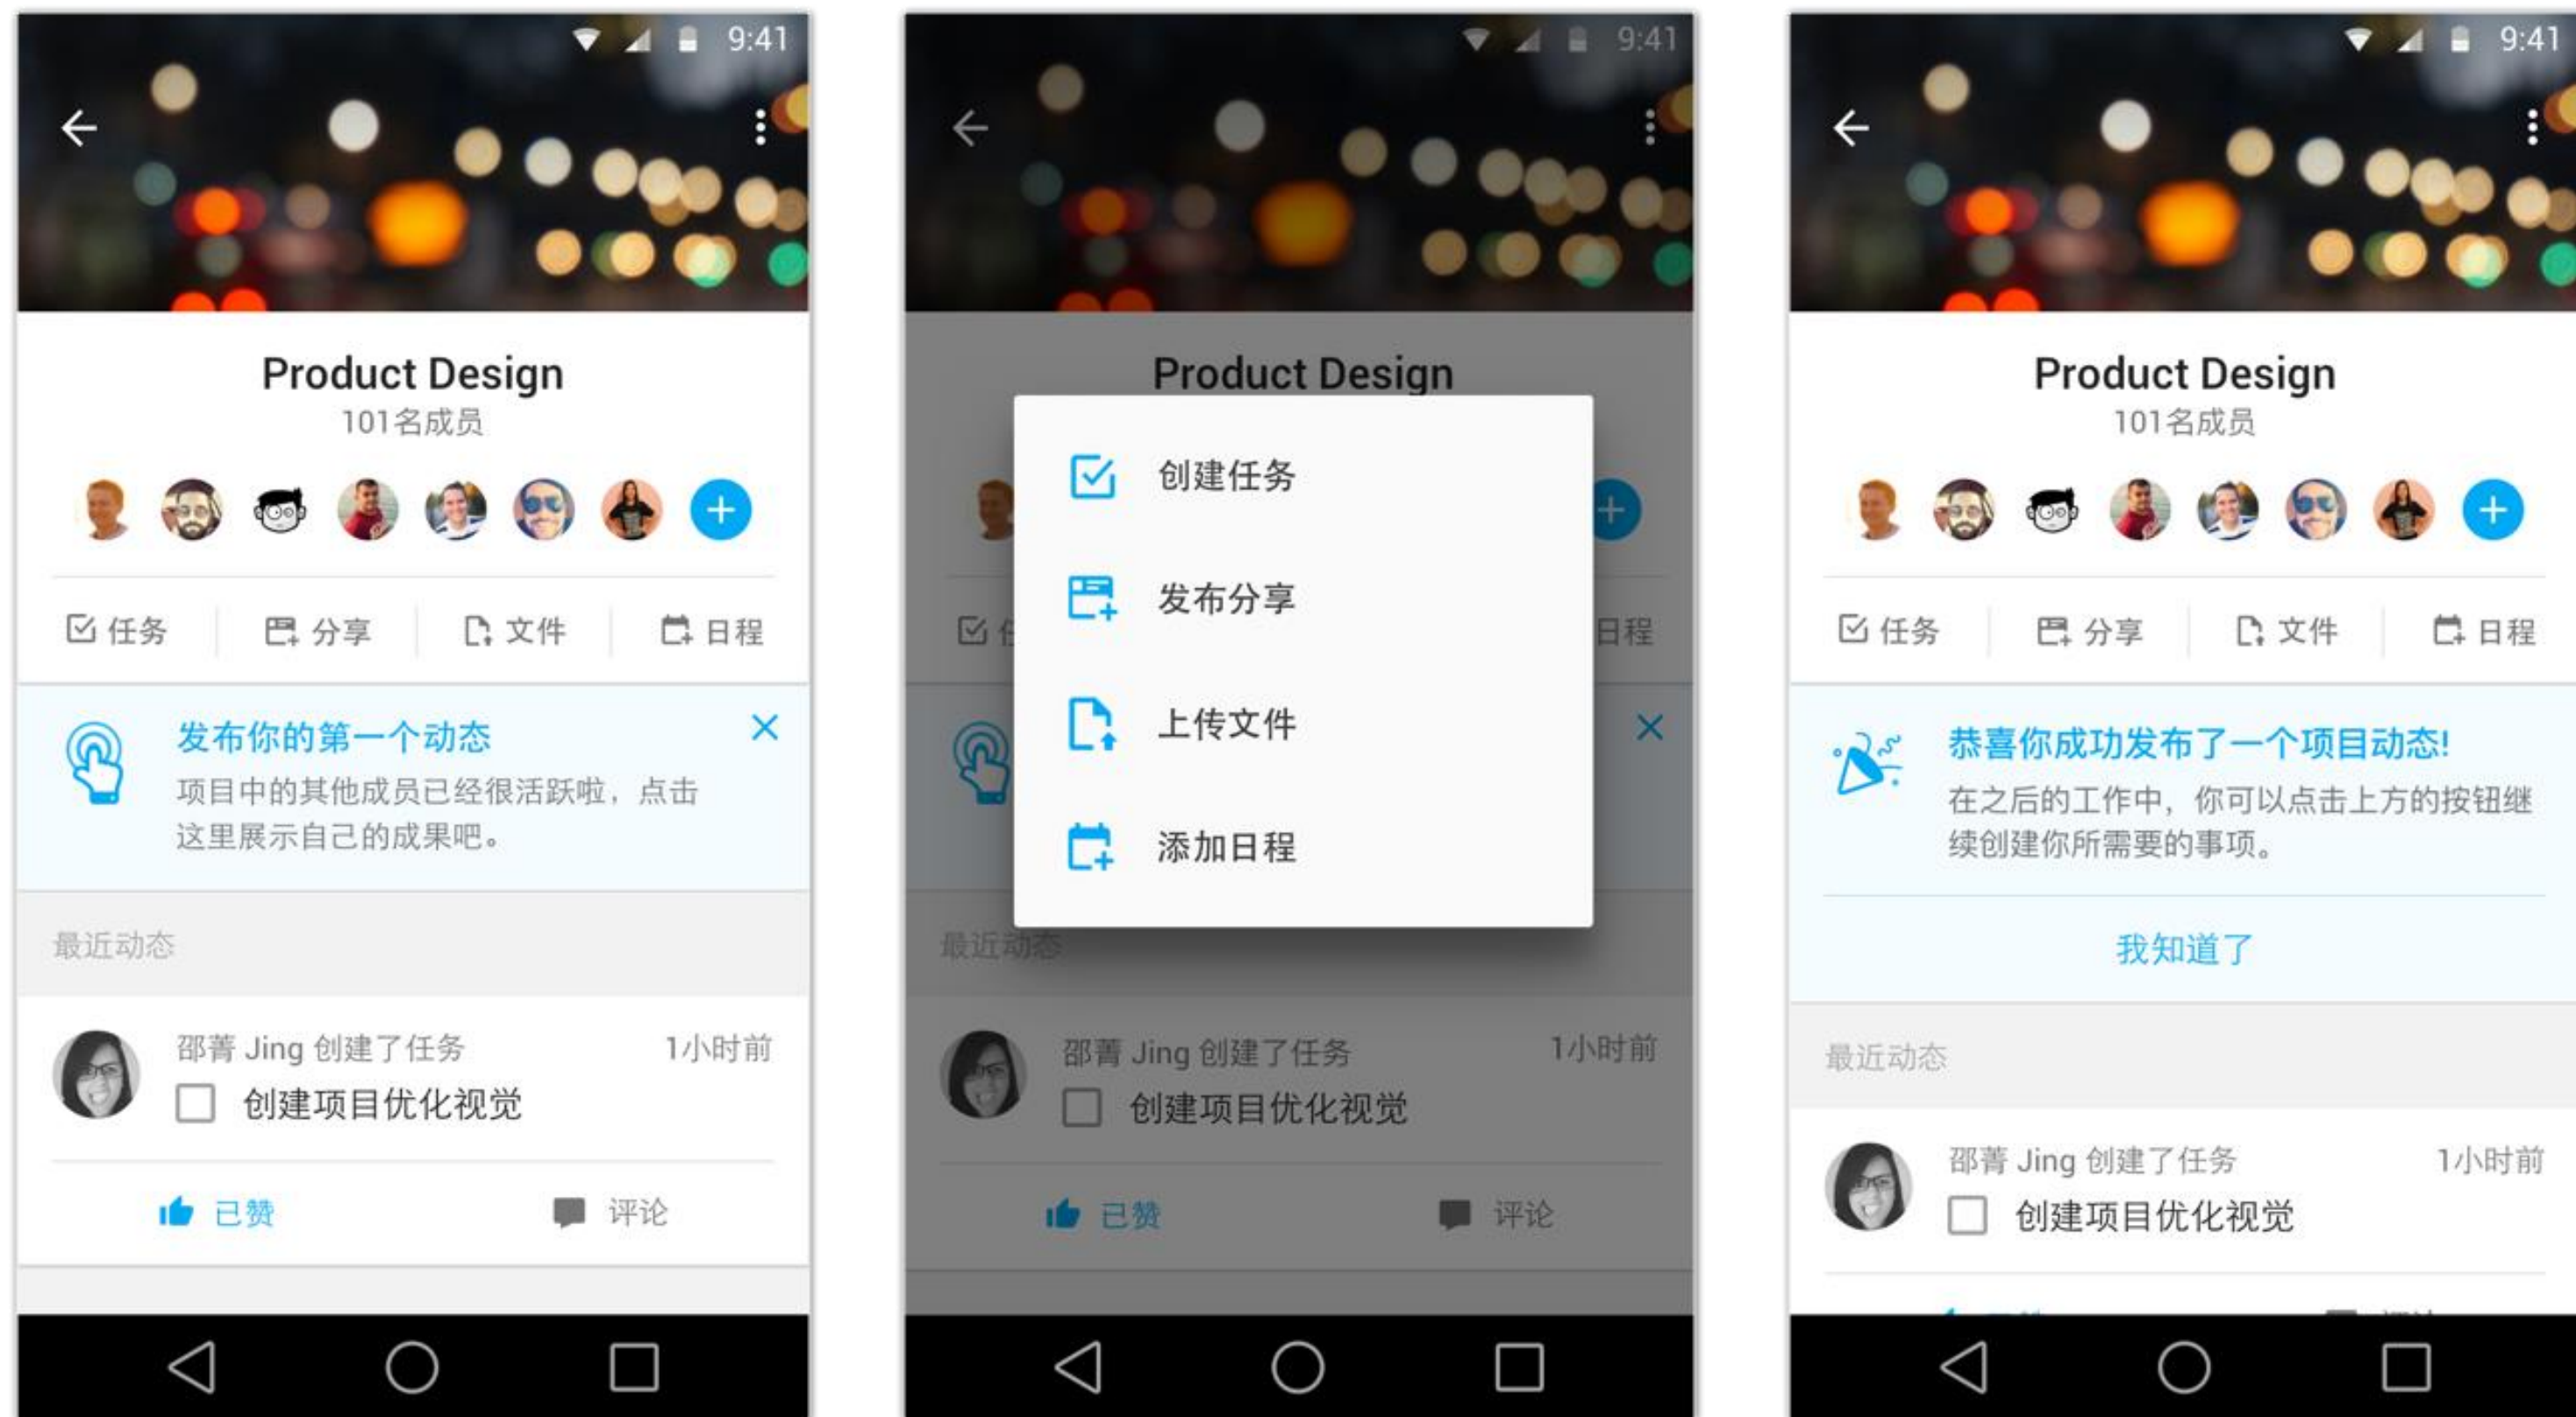 9:41
Product Design
101名成员
任务 分享 文件 日程
发布你的第一个动态
项目中的其他成员已经很活跃啦，点击
这里展示自己的成果吧。
最近动态
邵菁 Jing 创建了任务 1小时前
创建项目优化视觉
已赞 评论
9:41
Product Design
创建任务
发布分享
上传文件
添加日程
日程
最近动态
邵菁 Jing 创建了任务 1小时前
创建项目优化视觉
已赞 评论
9:41
Product Design
101名成员
任务 分享 文件 日程
恭喜你成功发布了一个项目动态!
在之后的工作中，你可以点击上方的按钮继
续创建你所需要的事项。
我知道了
最近动态
邵菁 Jing 创建了任务 1小时前
创建项目优化视觉